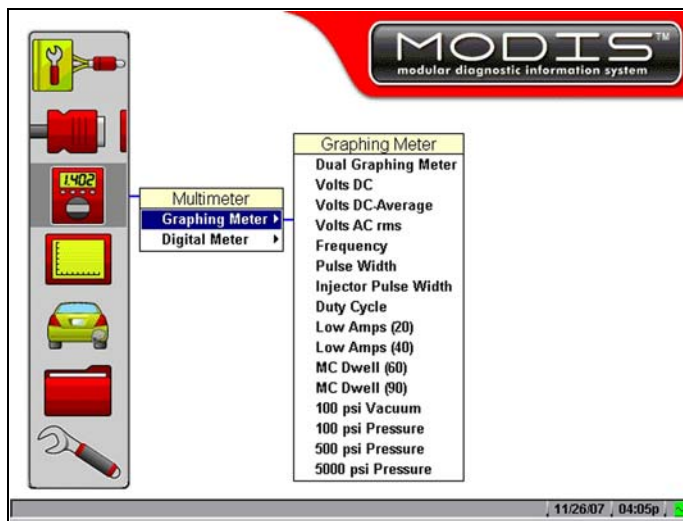 MODIS™
modular diagnostic information system
1.402
Multimeter
Graphing Meter
Digital Meter
Graphing Meter
Dual Graphing Meter
Volts DC
Volts DC-Average
Volts AC rms
Frequency
Pulse Width
Injector Pulse Width
Duty Cycle
Low Amps (20)
Low Amps (40)
MC Dwell (60)
MC Dwell (90)
100 psi Vacuum
100 psi Pressure
500 psi Pressure
5000 psi Pressure
11/26/07 04:05p